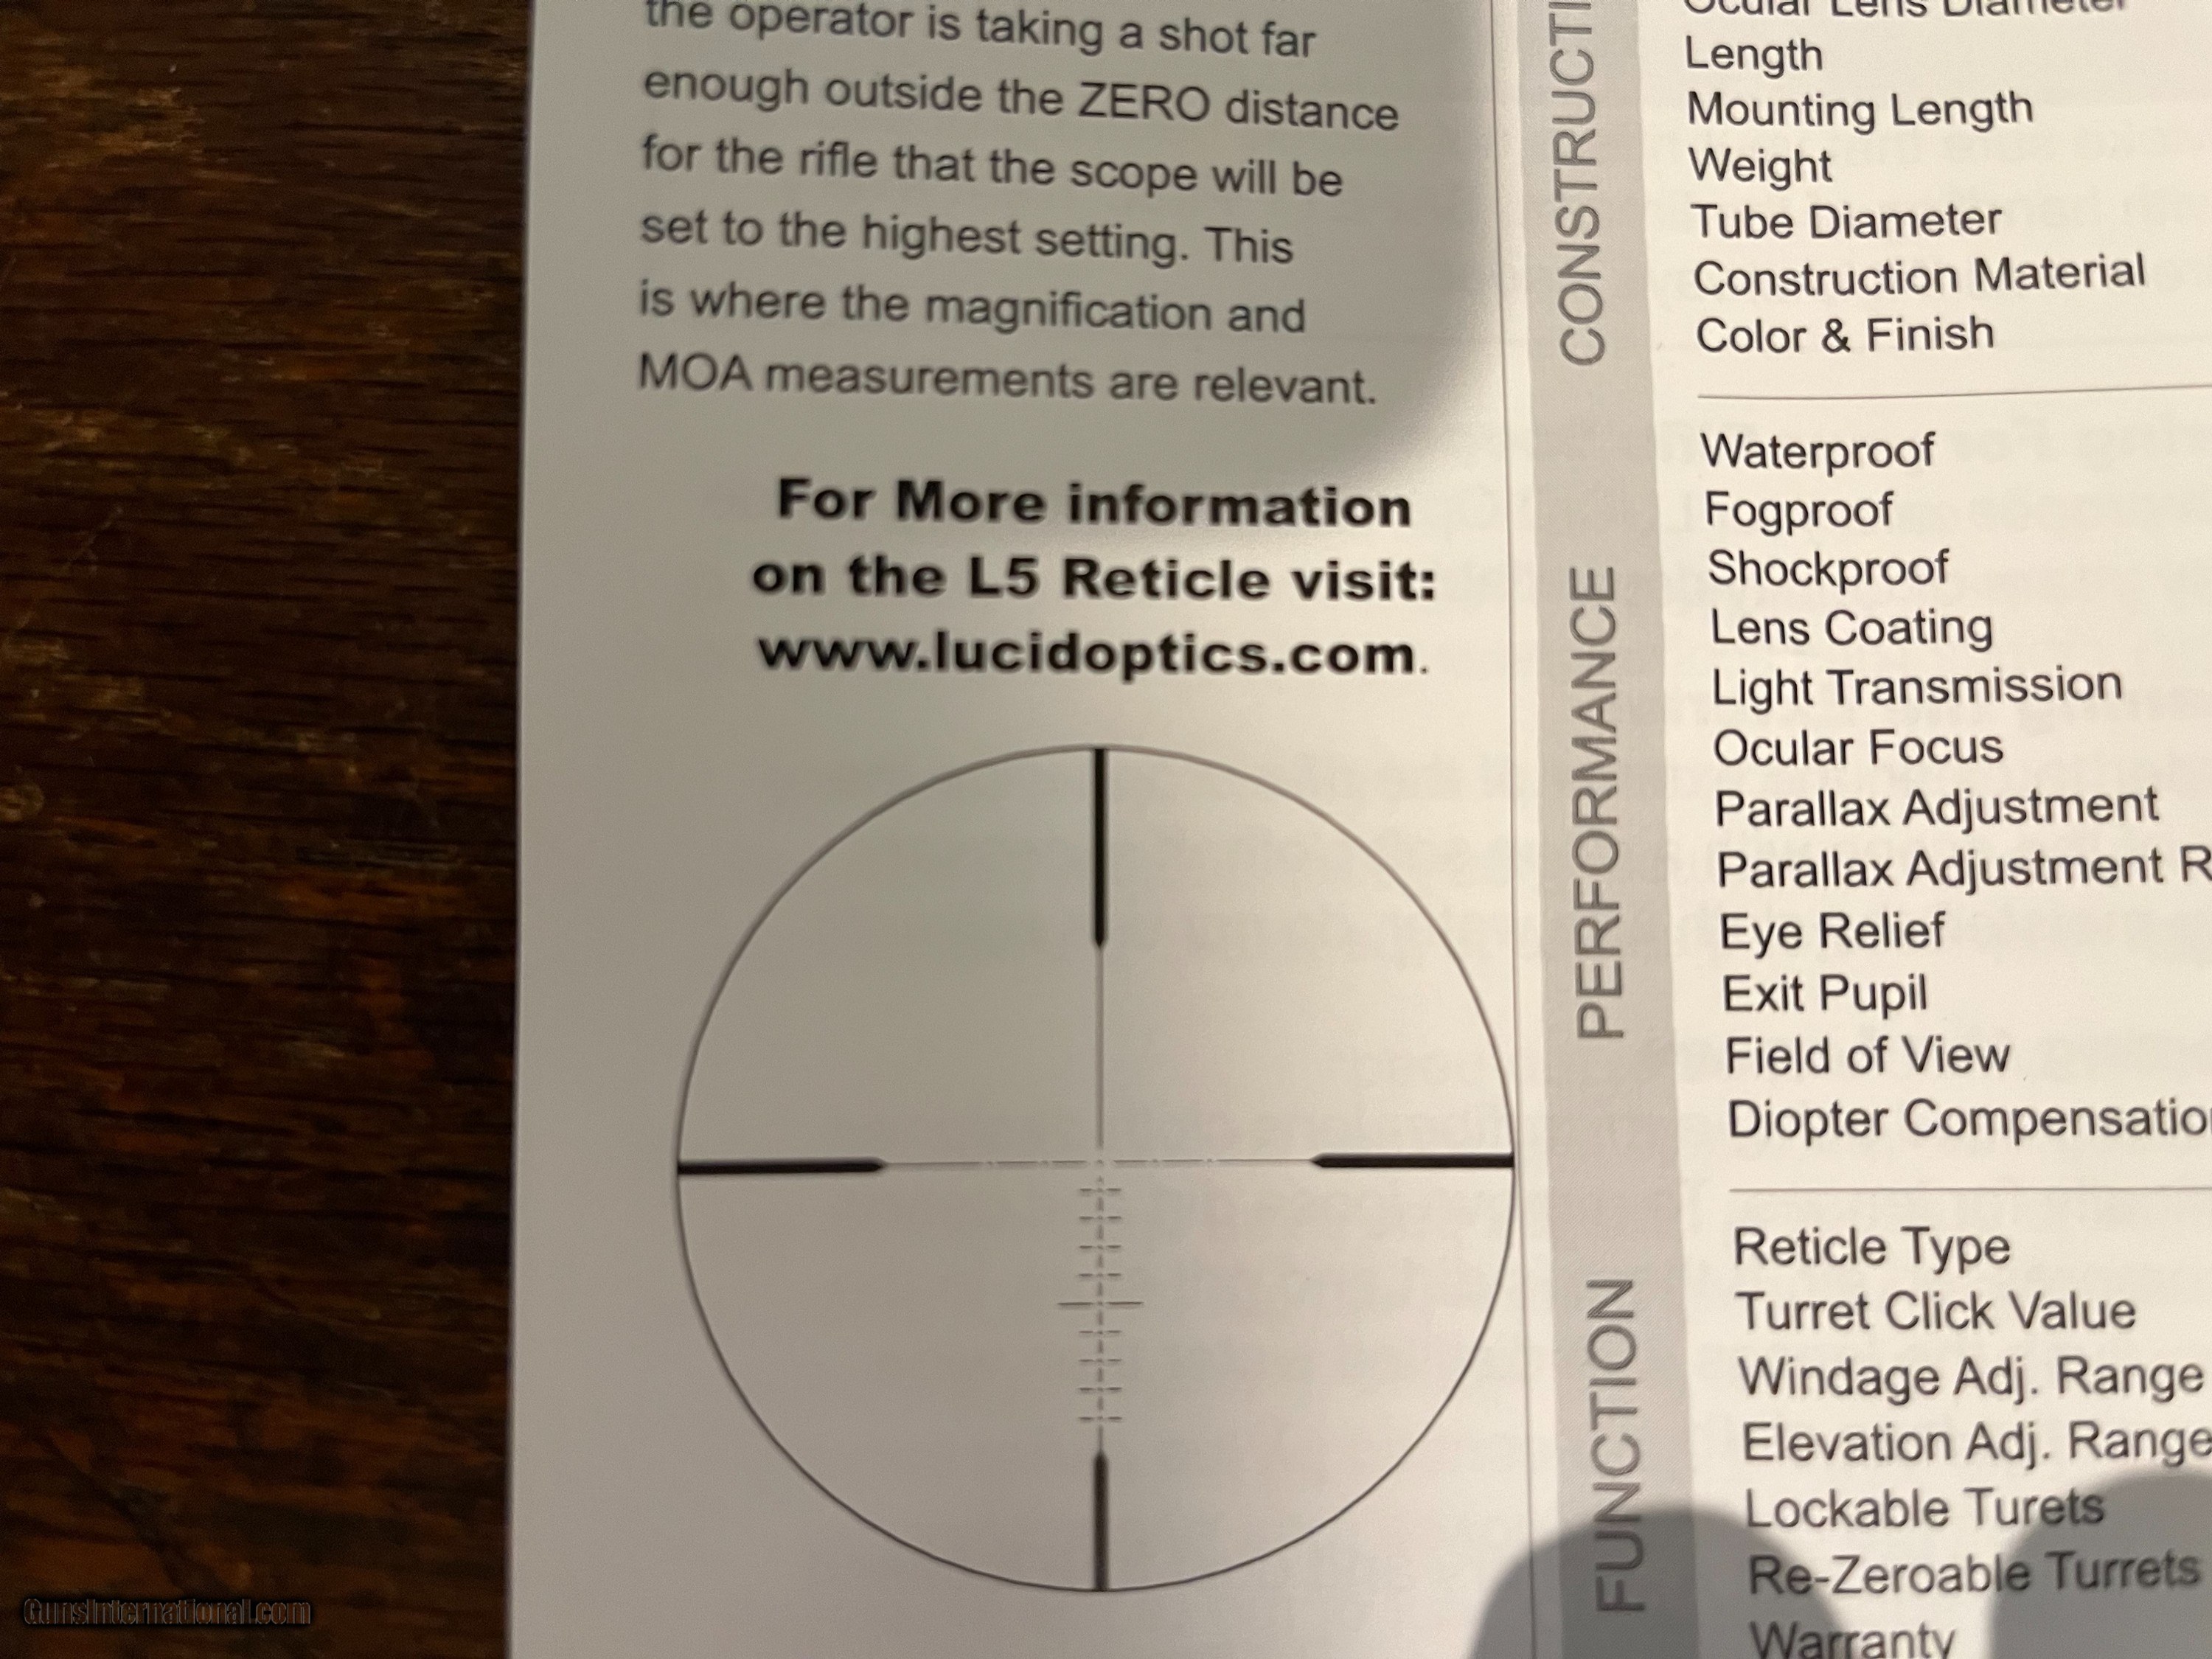 the operator is taking a shot far
enough outside the ZERO distance
for the rifle that the scope will be
set to the highest setting. This
is where the magnification and
MOA measurements are relevant.
For More information
on the L5 Reticle visit:
www.lucidoptics.com.
CONSTRUCTI
Ocular Lens Diameter
Length
Mounting Length
Weight
Tube Diameter
Construction Material
Color & Finish
PERFORMANCE
Waterproof
Fogproof
Shockproof
Lens Coating
Light Transmission
Ocular Focus
Parallax Adjustment
Parallax Adjustment R
Eye Relief
Exit Pupil
Field of View
Diopter Compensatio
FUNCTION
Reticle Type
Turret Click Value
Windage Adj. Range
Elevation Adj. Range
Lockable Turets
Re-Zeroable Turrets
Warranty
GunsInternational.com